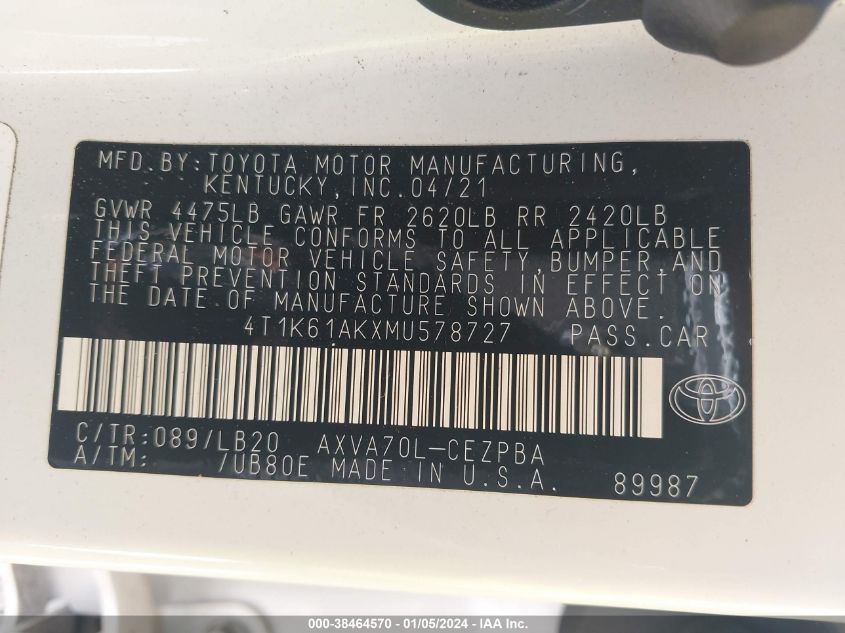 MFD.BY:TOYOTA MOTOR MANUFACTURING,
KENTUCKY,INC.04/21
GVWR 4475LB GAWR FR 2620LB RR 2420LB
THIS VEHICLE CONFORMS TO ALL APPLICABLE
FEDERAL MOTOR VEHICLE SAFETY,BUMPER,AND
THEFT PREVENTION STANDARDS IN EFFECT ON
THE DATE OF MANUFACTURE SHOWN ABOVE.
4T1K61AKXMU578727 PASS.CAR
C/TR:089/LB20 AXVA70L-CEZPBA
A/TM: /UB80E MADE IN U.S.A. 89987
000-38464570 - 01/05/2024 - IAA Inc.